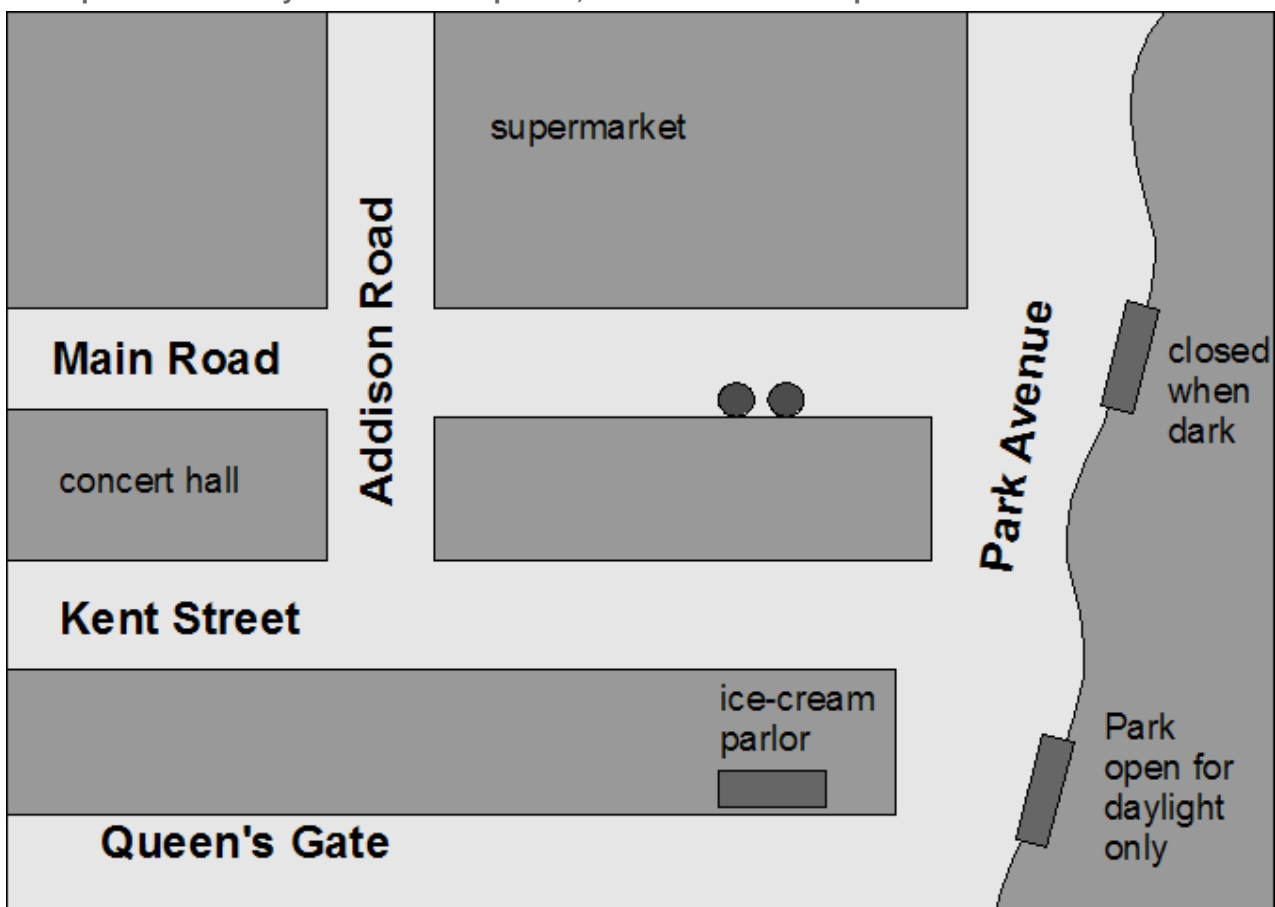 supermarket
Addison Road
Main Road
Park Avenue
closed
when
dark
concert hall
Kent Street
ice-cream
parlor
Park
open for
daylight
only
Queen's Gate